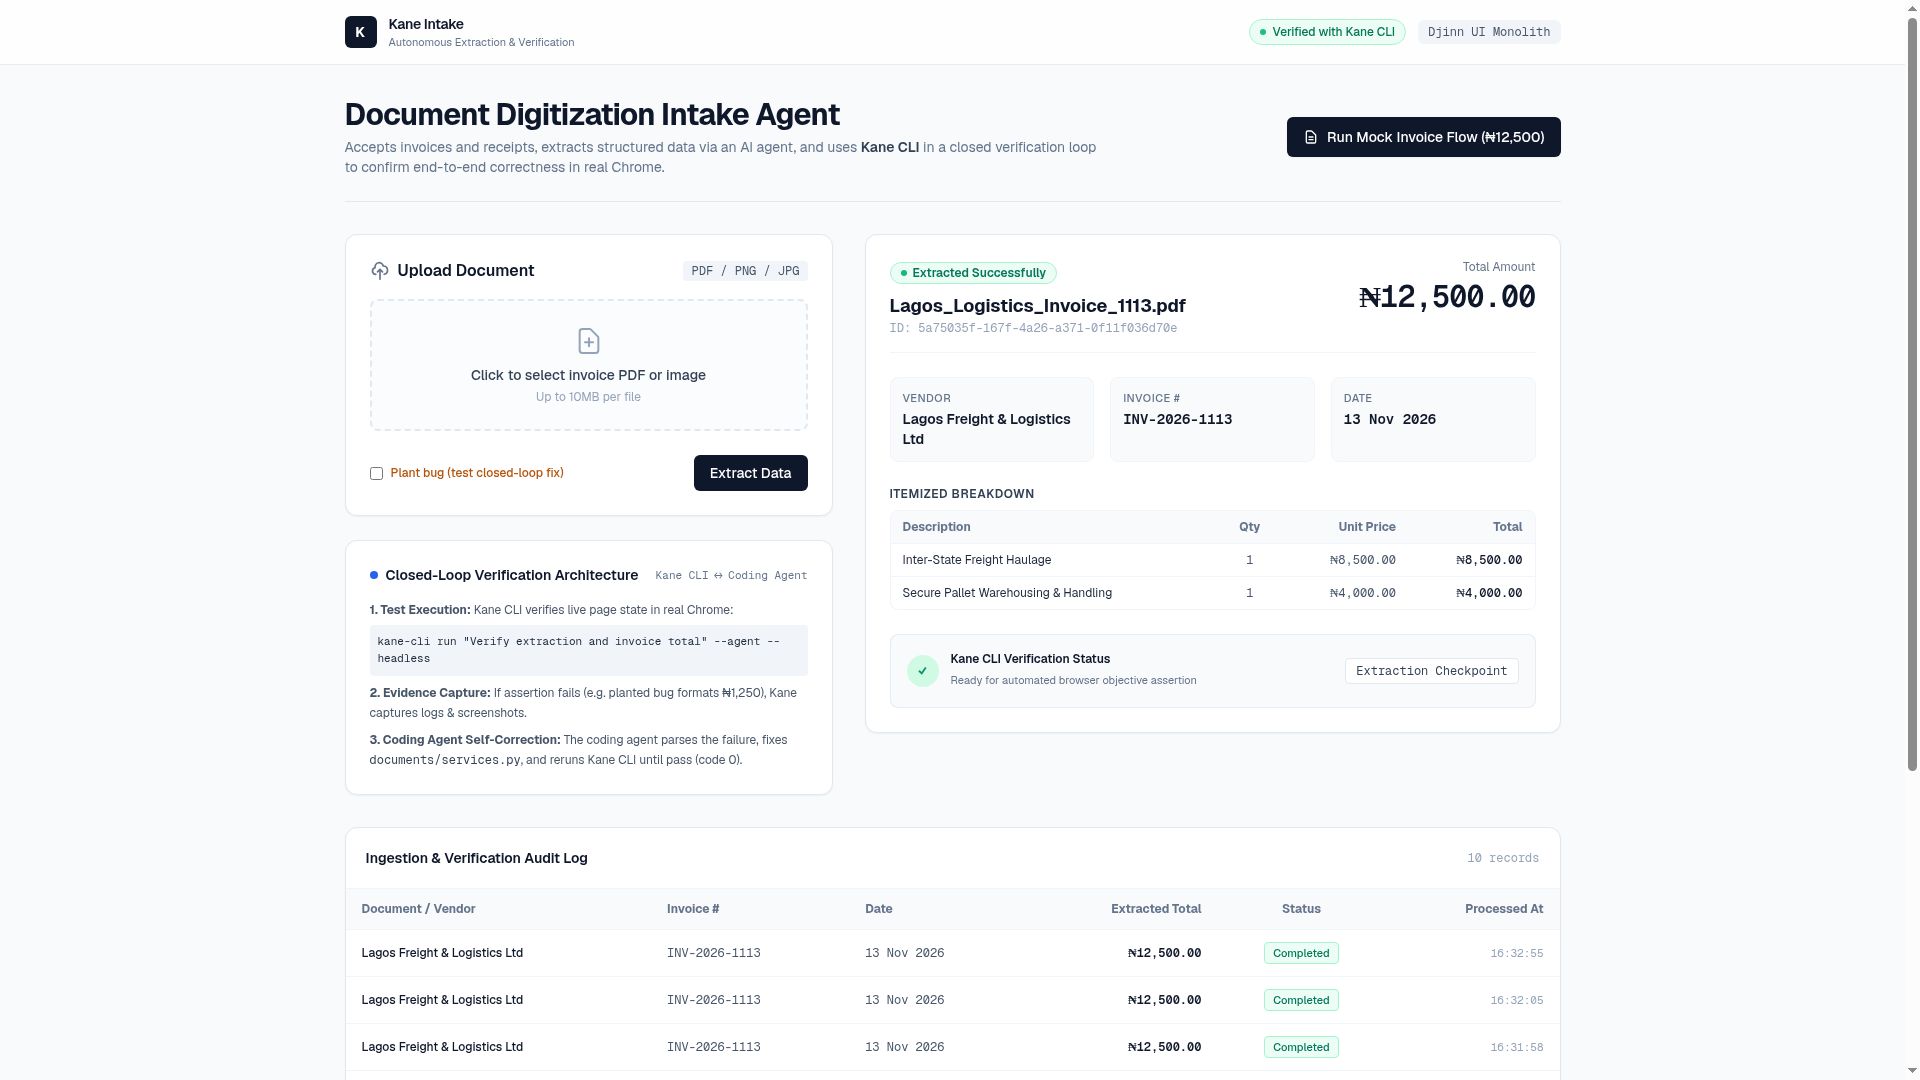 K
Kane Intake
Autonomous Extraction & Verification
Verified with Kane CLI
Djinn UI Monolith
Document Digitization Intake Agent
Accepts invoices and receipts, extracts structured data via an AI agent, and uses Kane CLI in a closed verification loop
to confirm end-to-end correctness in real Chrome.
Run Mock Invoice Flow (₦12,500)
Upload Document
PDF / PNG / JPG
Click to select invoice PDF or image
Up to 10MB per file
Plant bug (test closed-loop fix)
Extract Data
Closed-Loop Verification Architecture
Kane CLI ↔ Coding Agent
1. Test Execution: Kane CLI verifies live page state in real Chrome:
kane-cli run "Verify extraction and invoice total" --agent --
headless
2. Evidence Capture: If assertion fails (e.g. planted bug formats ₦1,250), Kane
captures logs & screenshots.
3. Coding Agent Self-Correction: The coding agent parses the failure, fixes
documents/services.py, and reruns Kane CLI until pass (code 0).
Extracted Successfully
Lagos_Logistics_Invoice_1113.pdf
ID: 5a75035f-167f-4a26-a371-0f11f036d70e
Total Amount
₦12,500.00
VENDOR
Lagos Freight & Logistics
Ltd
INVOICE #
INV-2026-1113
DATE
13 Nov 2026
ITEMIZED BREAKDOWN
Description Qty Unit Price Total
Inter-State Freight Haulage 1 ₦8,500.00 ₦8,500.00
Secure Pallet Warehousing & Handling 1 ₦4,000.00 ₦4,000.00
Kane CLI Verification Status
Ready for automated browser objective assertion
Extraction Checkpoint
Ingestion & Verification Audit Log
10 records
Document / Vendor Invoice # Date Extracted Total Status Processed At
Lagos Freight & Logistics Ltd INV-2026-1113 13 Nov 2026 ₦12,500.00 Completed 16:32:55
Lagos Freight & Logistics Ltd INV-2026-1113 13 Nov 2026 ₦12,500.00 Completed 16:32:05
Lagos Freight & Logistics Ltd INV-2026-1113 13 Nov 2026 ₦12,500.00 Completed 16:31:58